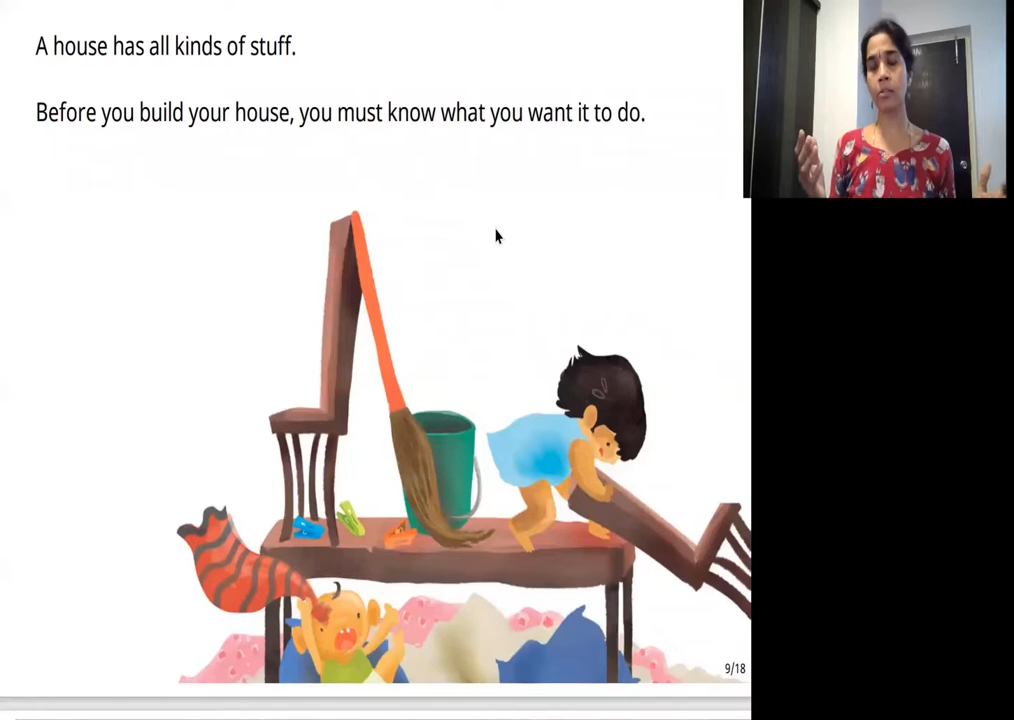 A house has all kinds of stuff.
Before you build your house, you must know what you want it to do.
9/18